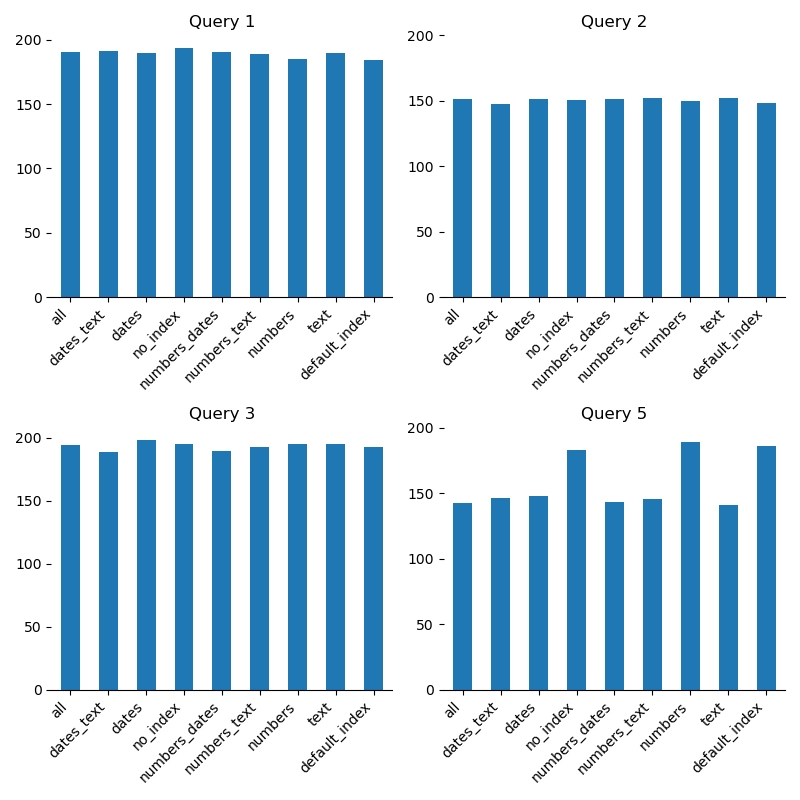 Query 1
200
150
100
50
0
all
dates_text
dates
no_index
numbers_dates
numbers_text
numbers
text
default_index
Query 2
200
150
100
50
0
all
dates_text
dates
no_index
numbers_dates
numbers_text
numbers
text
default_index
Query 3
200
150
100
50
0
all
dates_text
dates
no_index
numbers_dates
numbers_text
numbers
text
default_index
Query 5
200
150
100
50
0
all
dates_text
dates
no_index
numbers_dates
numbers_text
numbers
text
default_index